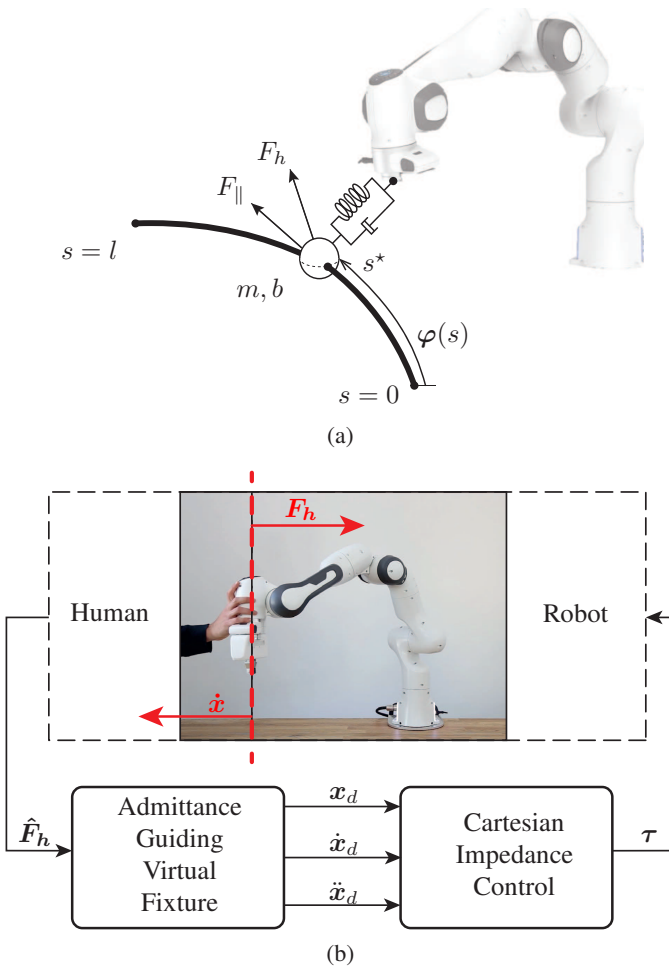 F_h
F_∥
s = l
s*
m, b
φ(s)
s = 0
(a)
F_h
Human
Robot
ẋ
F̂_h
Admittance
Guiding
Virtual
Fixture
x_d
ẋ_d
ẍ_d
Cartesian
Impedance
Control
τ
(b)